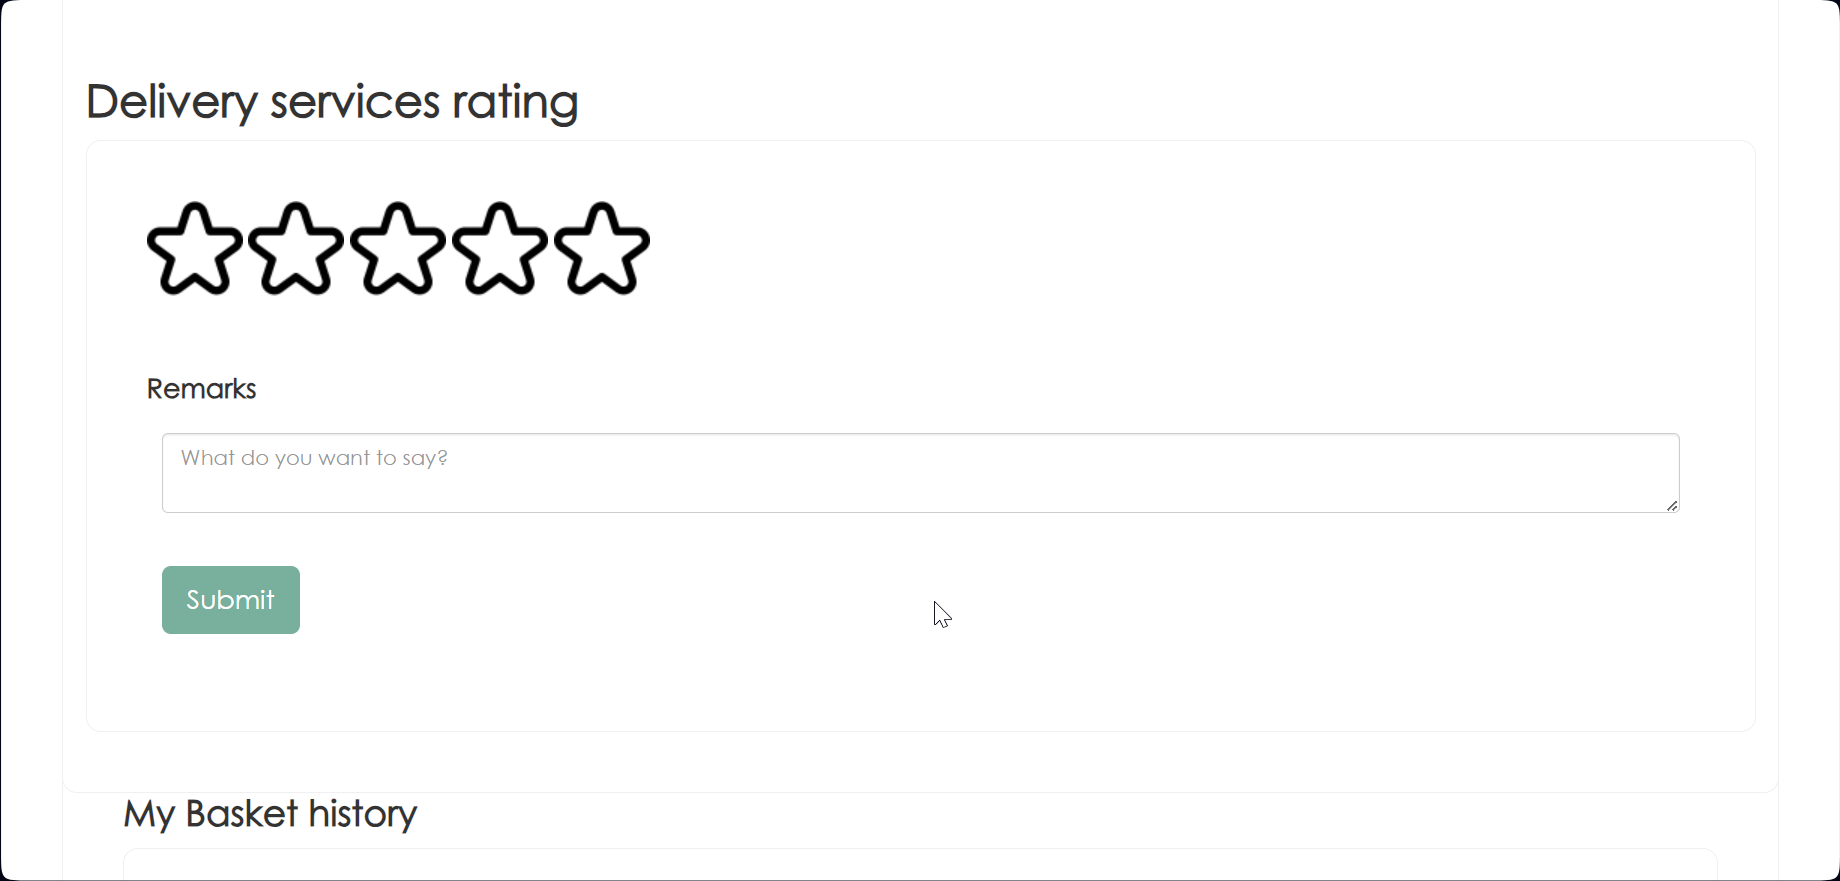 Delivery services rating
Remarks
What do you want to say?
Submit
My Basket history